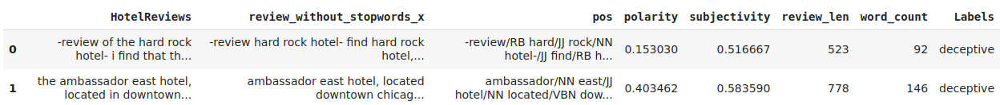 HotelReviews review_without_stopwords_x pos polarity subjectivity review_len word_count Labels
0 -review of the hard rock hotel- i find that th... -review hard rock hotel- find hard rock hotel,... -review/RB hard/JJ rock/NN hotel-/JJ find/RB h... 0.153030 0.516667 523 92 deceptive
1 the ambassador east hotel, located in downtown... ambassador east hotel, located downtown chicag... ambassador/NN east/JJ hotel/NN located/VBN dow... 0.403462 0.583590 778 146 deceptive